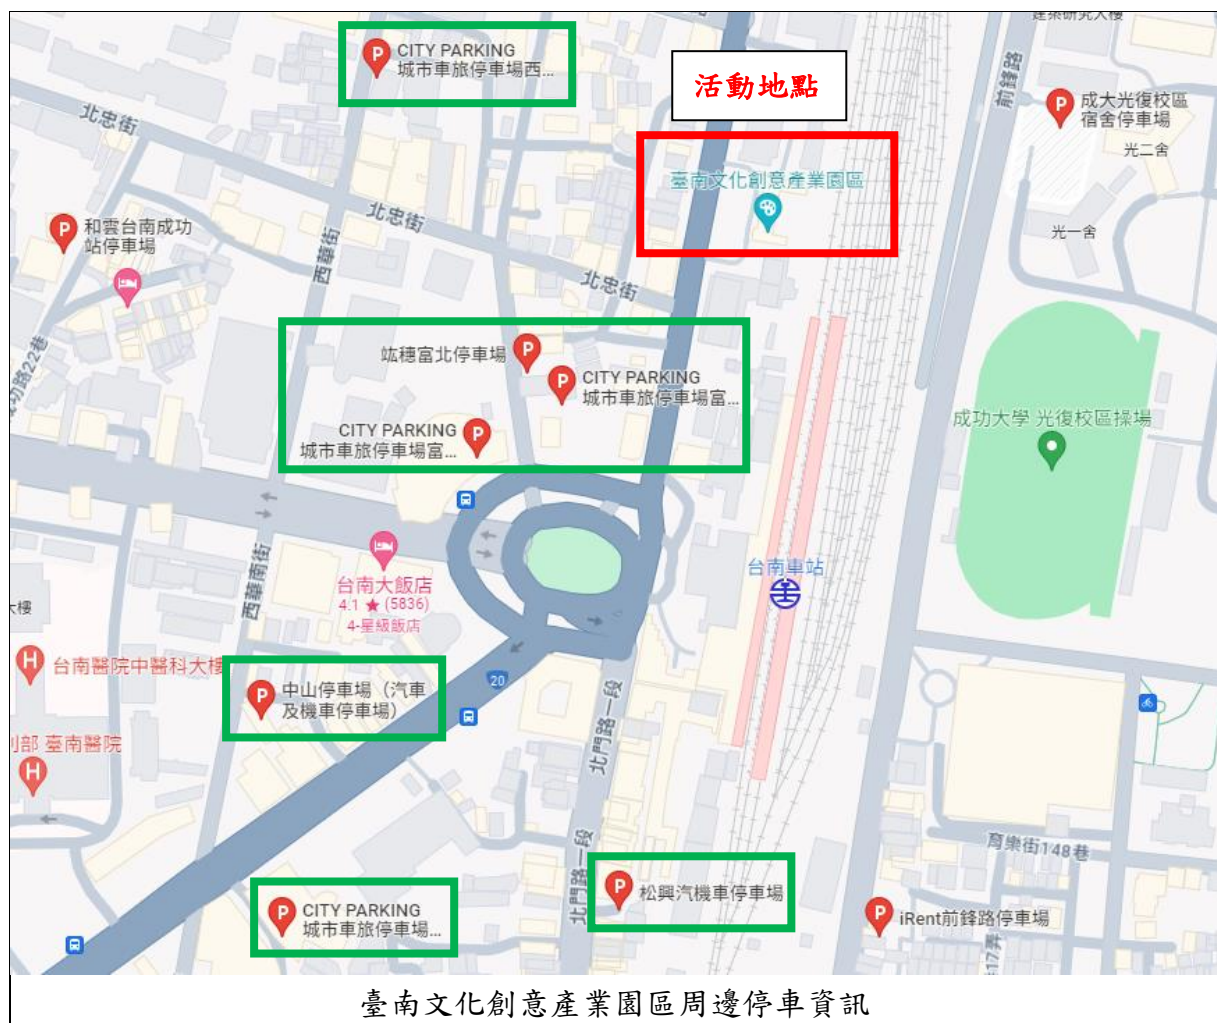 建築研究大樓
CITY PARKING
城市車旅停車場西...
活動地點
前鋒路
成大光復校區
宿舍停車場
光二舍
北忠街
臺南文化創意產業園區
北忠街
和雲台南成功
站停車場
西華街
光一舍
北忠街
成功路22巷
竑穗富北停車場
CITY PARKING
城市車旅停車場富...
CITY PARKING
城市車旅停車場富...
成功大學 光復校區操場
台南大飯店
4.1 ★ (5836)
4-星級飯店
西華南街
台南車站
大樓
台南醫院中醫科大樓
20
中山停車場（汽車
及機車停車場）
北門路一段
臺南醫院
北門路一段
育樂街148巷
松興汽機車停車場
CITY PARKING
城市車旅停車場...
iRent前鋒路停車場
17弄
臺南文化創意產業園區周邊停車資訊